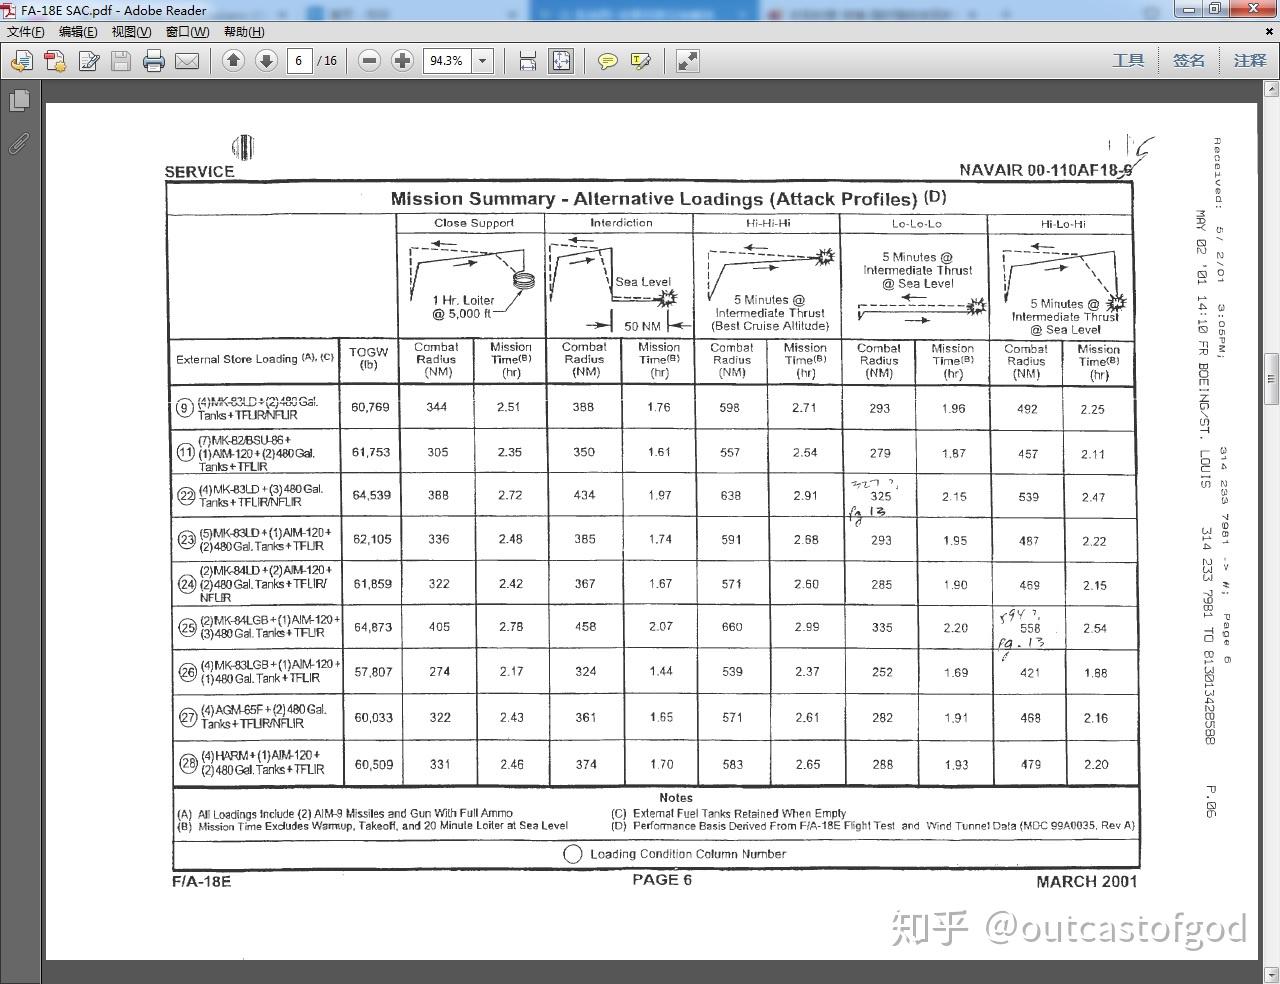 FA-18E SAC.pdf - Adobe Reader
文件(F) 编辑(E) 视图(V) 窗口(W) 帮助(H)
6 / 16 94.3% 工具 签名 注释
SERVICE NAVAIR 00-110AF18-6
Mission Summary - Alternative Loadings (Attack Profiles) (D)
Close Support Interdiction Hi-Hi-Hi Lo-Lo-Lo Hi-Lo-Hi
1 Hr. Loiter
@ 5,000 ft
Sea Level
50 NM
5 Minutes @
Intermediate Thrust
(Best Cruise Altitude)
5 Minutes @
Intermediate Thrust
@ Sea Level
5 Minutes @
Intermediate Thrust
@ Sea Level
External Store Loading (A), (C) TOGW (lb) Combat Radius (NM) Mission Time(B) (hr) Combat Radius (NM) Mission Time(B) (hr) Combat Radius (NM) Mission Time(B) (hr) Combat Radius (NM) Mission Time(B) (hr) Combat Radius (NM) Mission Time(B) (hr)
9 (4)MK-83LD + (2)480 Gal.
Tanks + TFLIR/NFLIR
60,769 344 2.51 388 1.76 598 2.71 293 1.96 492 2.25
11 (7)MK-82/BSU-86 +
(1)AIM-120 + (2)480 Gal.
Tanks + TFLIR
61,753 305 2.35 350 1.61 557 2.54 279 1.87 457 2.11
22 (4)MK-83LD + (3)480 Gal.
Tanks + TFLIR/NFLIR
64,539 388 2.72 434 1.97 638 2.91 325 2.15 539 2.47
327 ?
pg 13
23 (5)MK-83LD + (1)AIM-120 +
(2)480 Gal. Tanks + TFLIR
62,105 336 2.48 385 1.74 591 2.68 293 1.95 487 2.22
24 (2)MK-84LD + (2)AIM-120 +
(2)480 Gal. Tanks + TFLIR/
NFLIR
61,859 322 2.42 367 1.67 571 2.60 285 1.90 469 2.15
25 (2)MK-84LGB + (1)AIM-120 +
(3)480 Gal. Tanks + TFLIR
64,873 405 2.78 458 2.07 660 2.99 335 2.20 558 2.54
594 ?
pg. 13
26 (4)MK-83LGB + (1)AIM-120 +
(1)480 Gal. Tank + TFLIR
57,807 274 2.17 324 1.44 539 2.37 252 1.69 421 1.88
27 (4)AGM-65F + (2)480 Gal.
Tanks + TFLIR/NFLIR
60,033 322 2.43 361 1.65 571 2.61 282 1.91 468 2.16
28 (4)HARM + (1)AIM-120 +
(2)480 Gal. Tanks + TFLIR
60,509 331 2.46 374 1.70 583 2.65 288 1.93 479 2.20
Notes
(A) All Loadings Include (2) AIM-9 Missiles and Gun With Full Ammo
(B) Mission Time Excludes Warmup, Takeoff, and 20 Minute Loiter at Sea Level
(C) External Fuel Tanks Retained When Empty
(D) Performance Basis Derived From F/A-18E Flight Test and Wind Tunnel Data (MDC 99A0035, Rev A)
Loading Condition Column Number
F/A-18E PAGE 6 MARCH 2001
Received: 5/ 2/01 3:05PM; 314 233 7981 -> #; Page 6
MAY 02 '01 14:10 FR BOEING/ST. LOUIS 314 233 7981 TO 813013428588 P.06
知乎 @outcastofgod